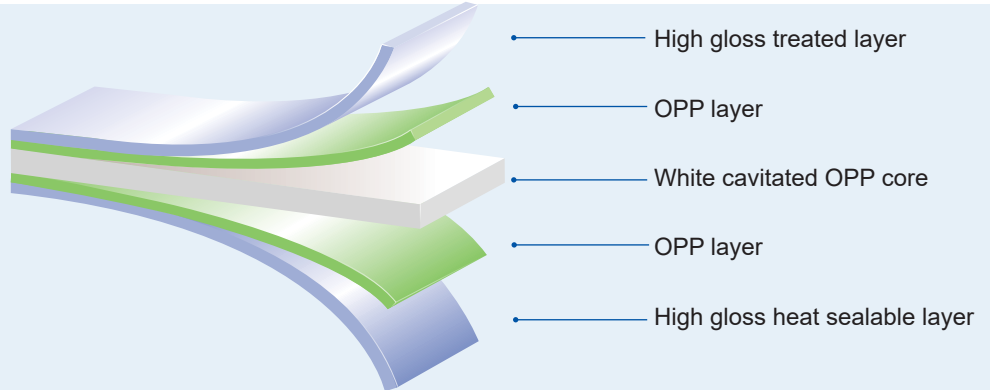 High gloss treated layer
OPP layer
White cavitated OPP core
OPP layer
High gloss heat sealable layer